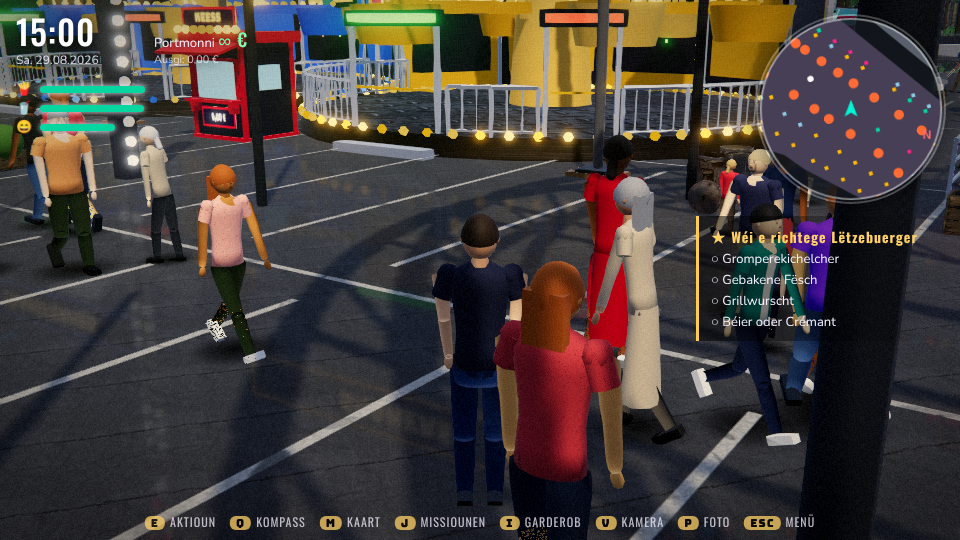 15:00
Sa. 29.08.2026
Portmonni ∞ €
Ausgi: 0.00 €
KEESS
N
★ Wéi e richtege Lëtzebuerger
○ Gromperekichelcher
○ Gebakene Fësch
○ Grillwurscht
○ Béier oder Crémant
E AKTIOUN Q KOMPASS M KAART J MISSIOUNEN I GARDEROB V KAMERA P FOTO ESC MENÜ